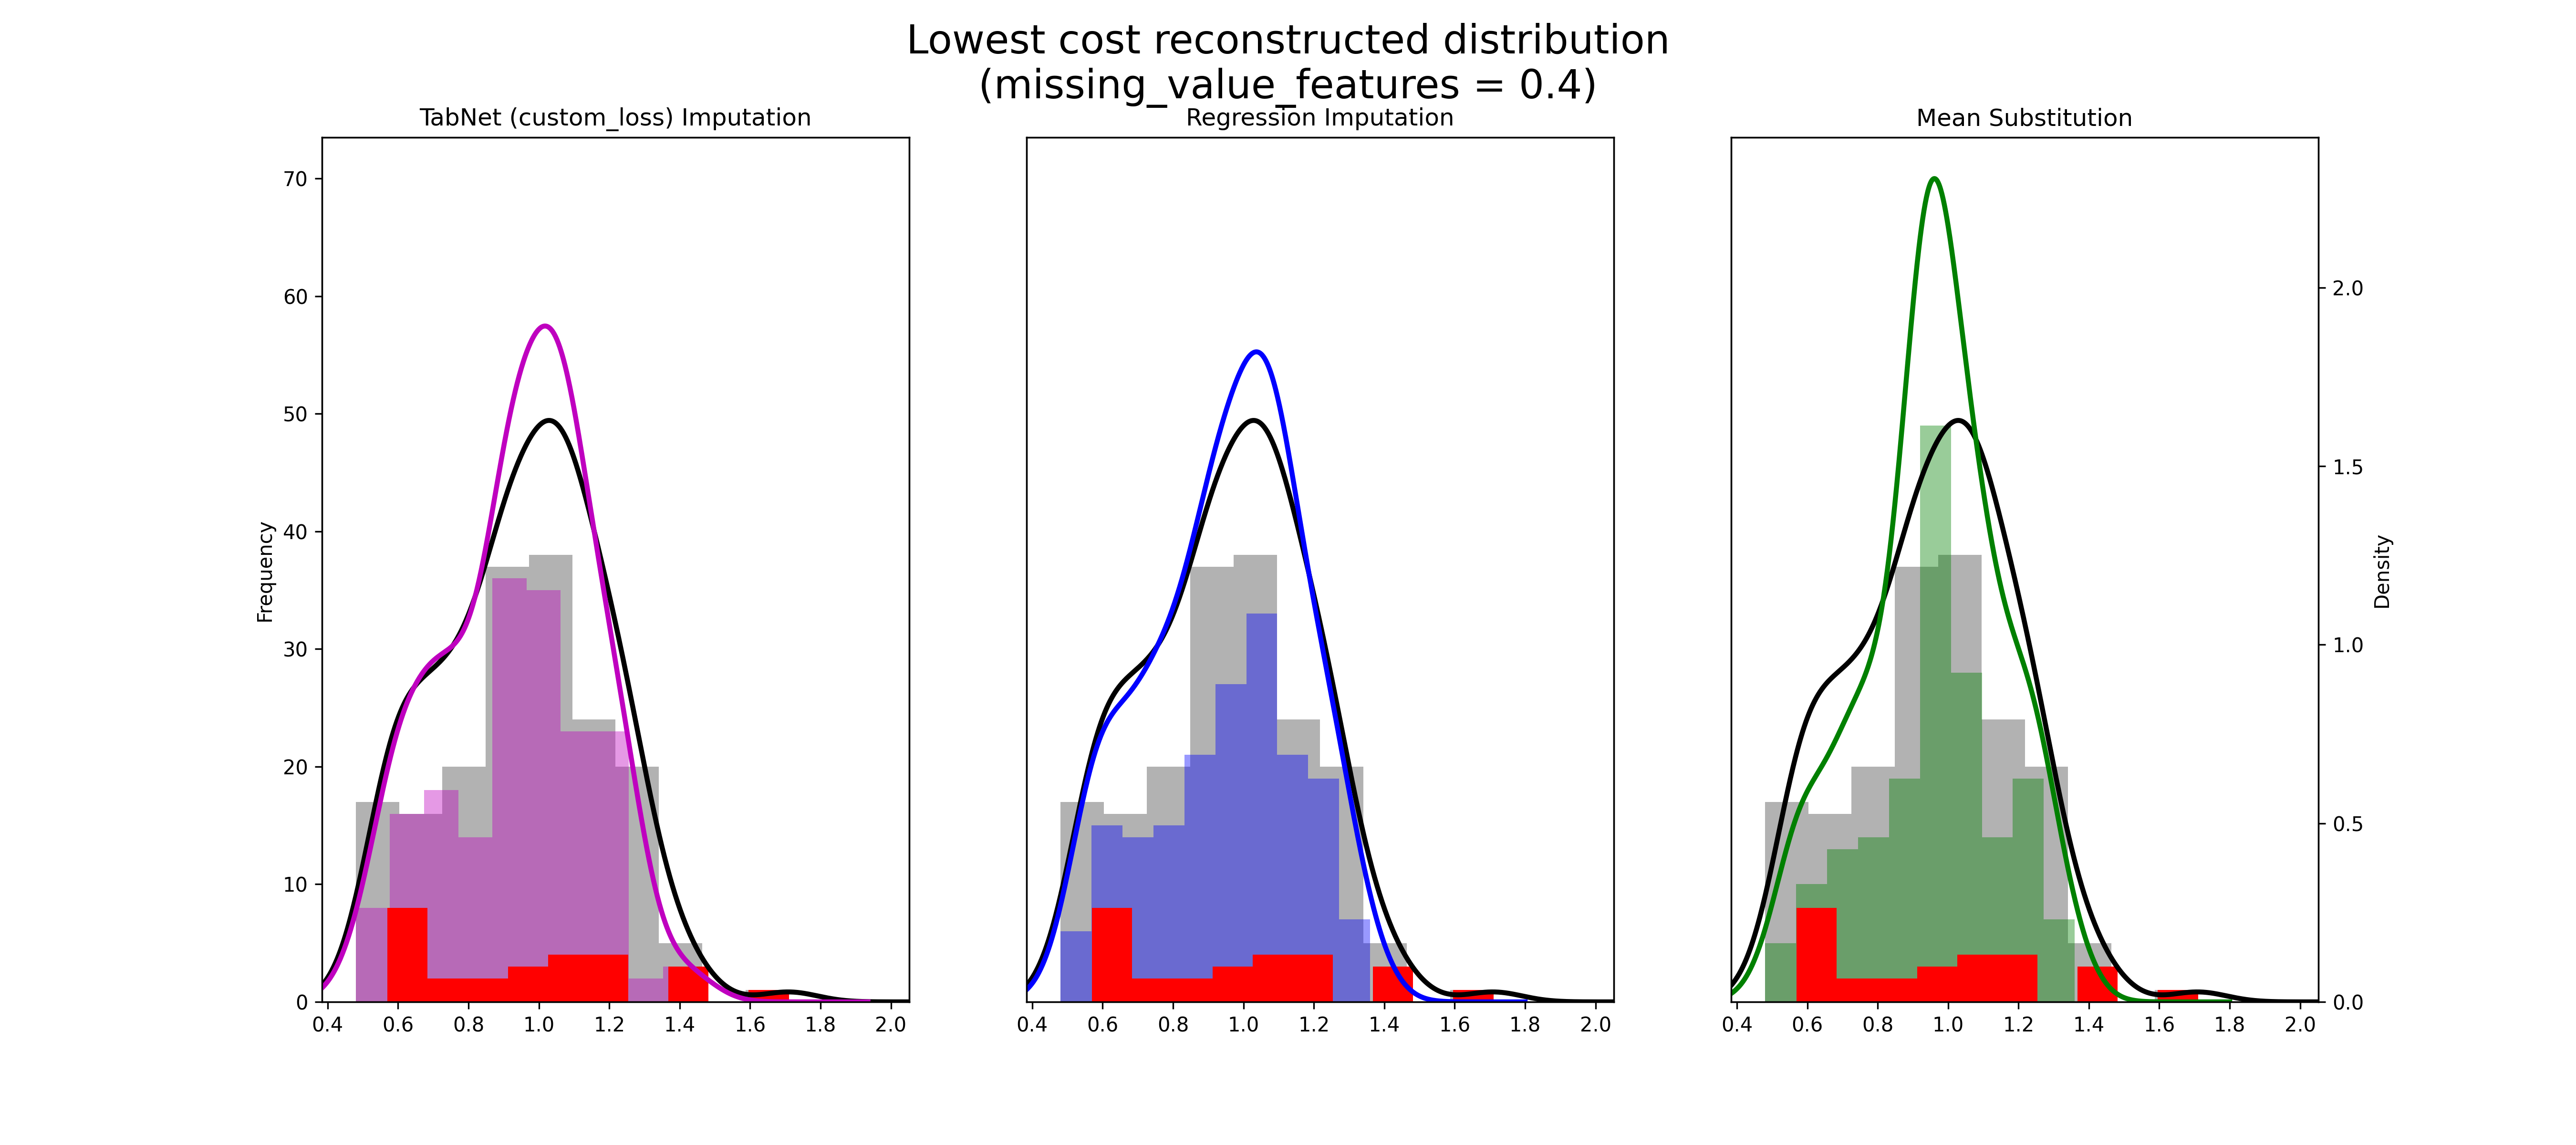 Lowest cost reconstructed distribution
(missing_value_features = 0.4)
TabNet (custom_loss) Imputation
Regression Imputation
Mean Substitution
Frequency
70
60
50
40
30
20
10
0
0.4 0.6 0.8 1.0 1.2 1.4 1.6 1.8 2.0
0.4 0.6 0.8 1.0 1.2 1.4 1.6 1.8 2.0
0.4 0.6 0.8 1.0 1.2 1.4 1.6 1.8 2.0
2.0
1.5
1.0
0.5
0.0
Density